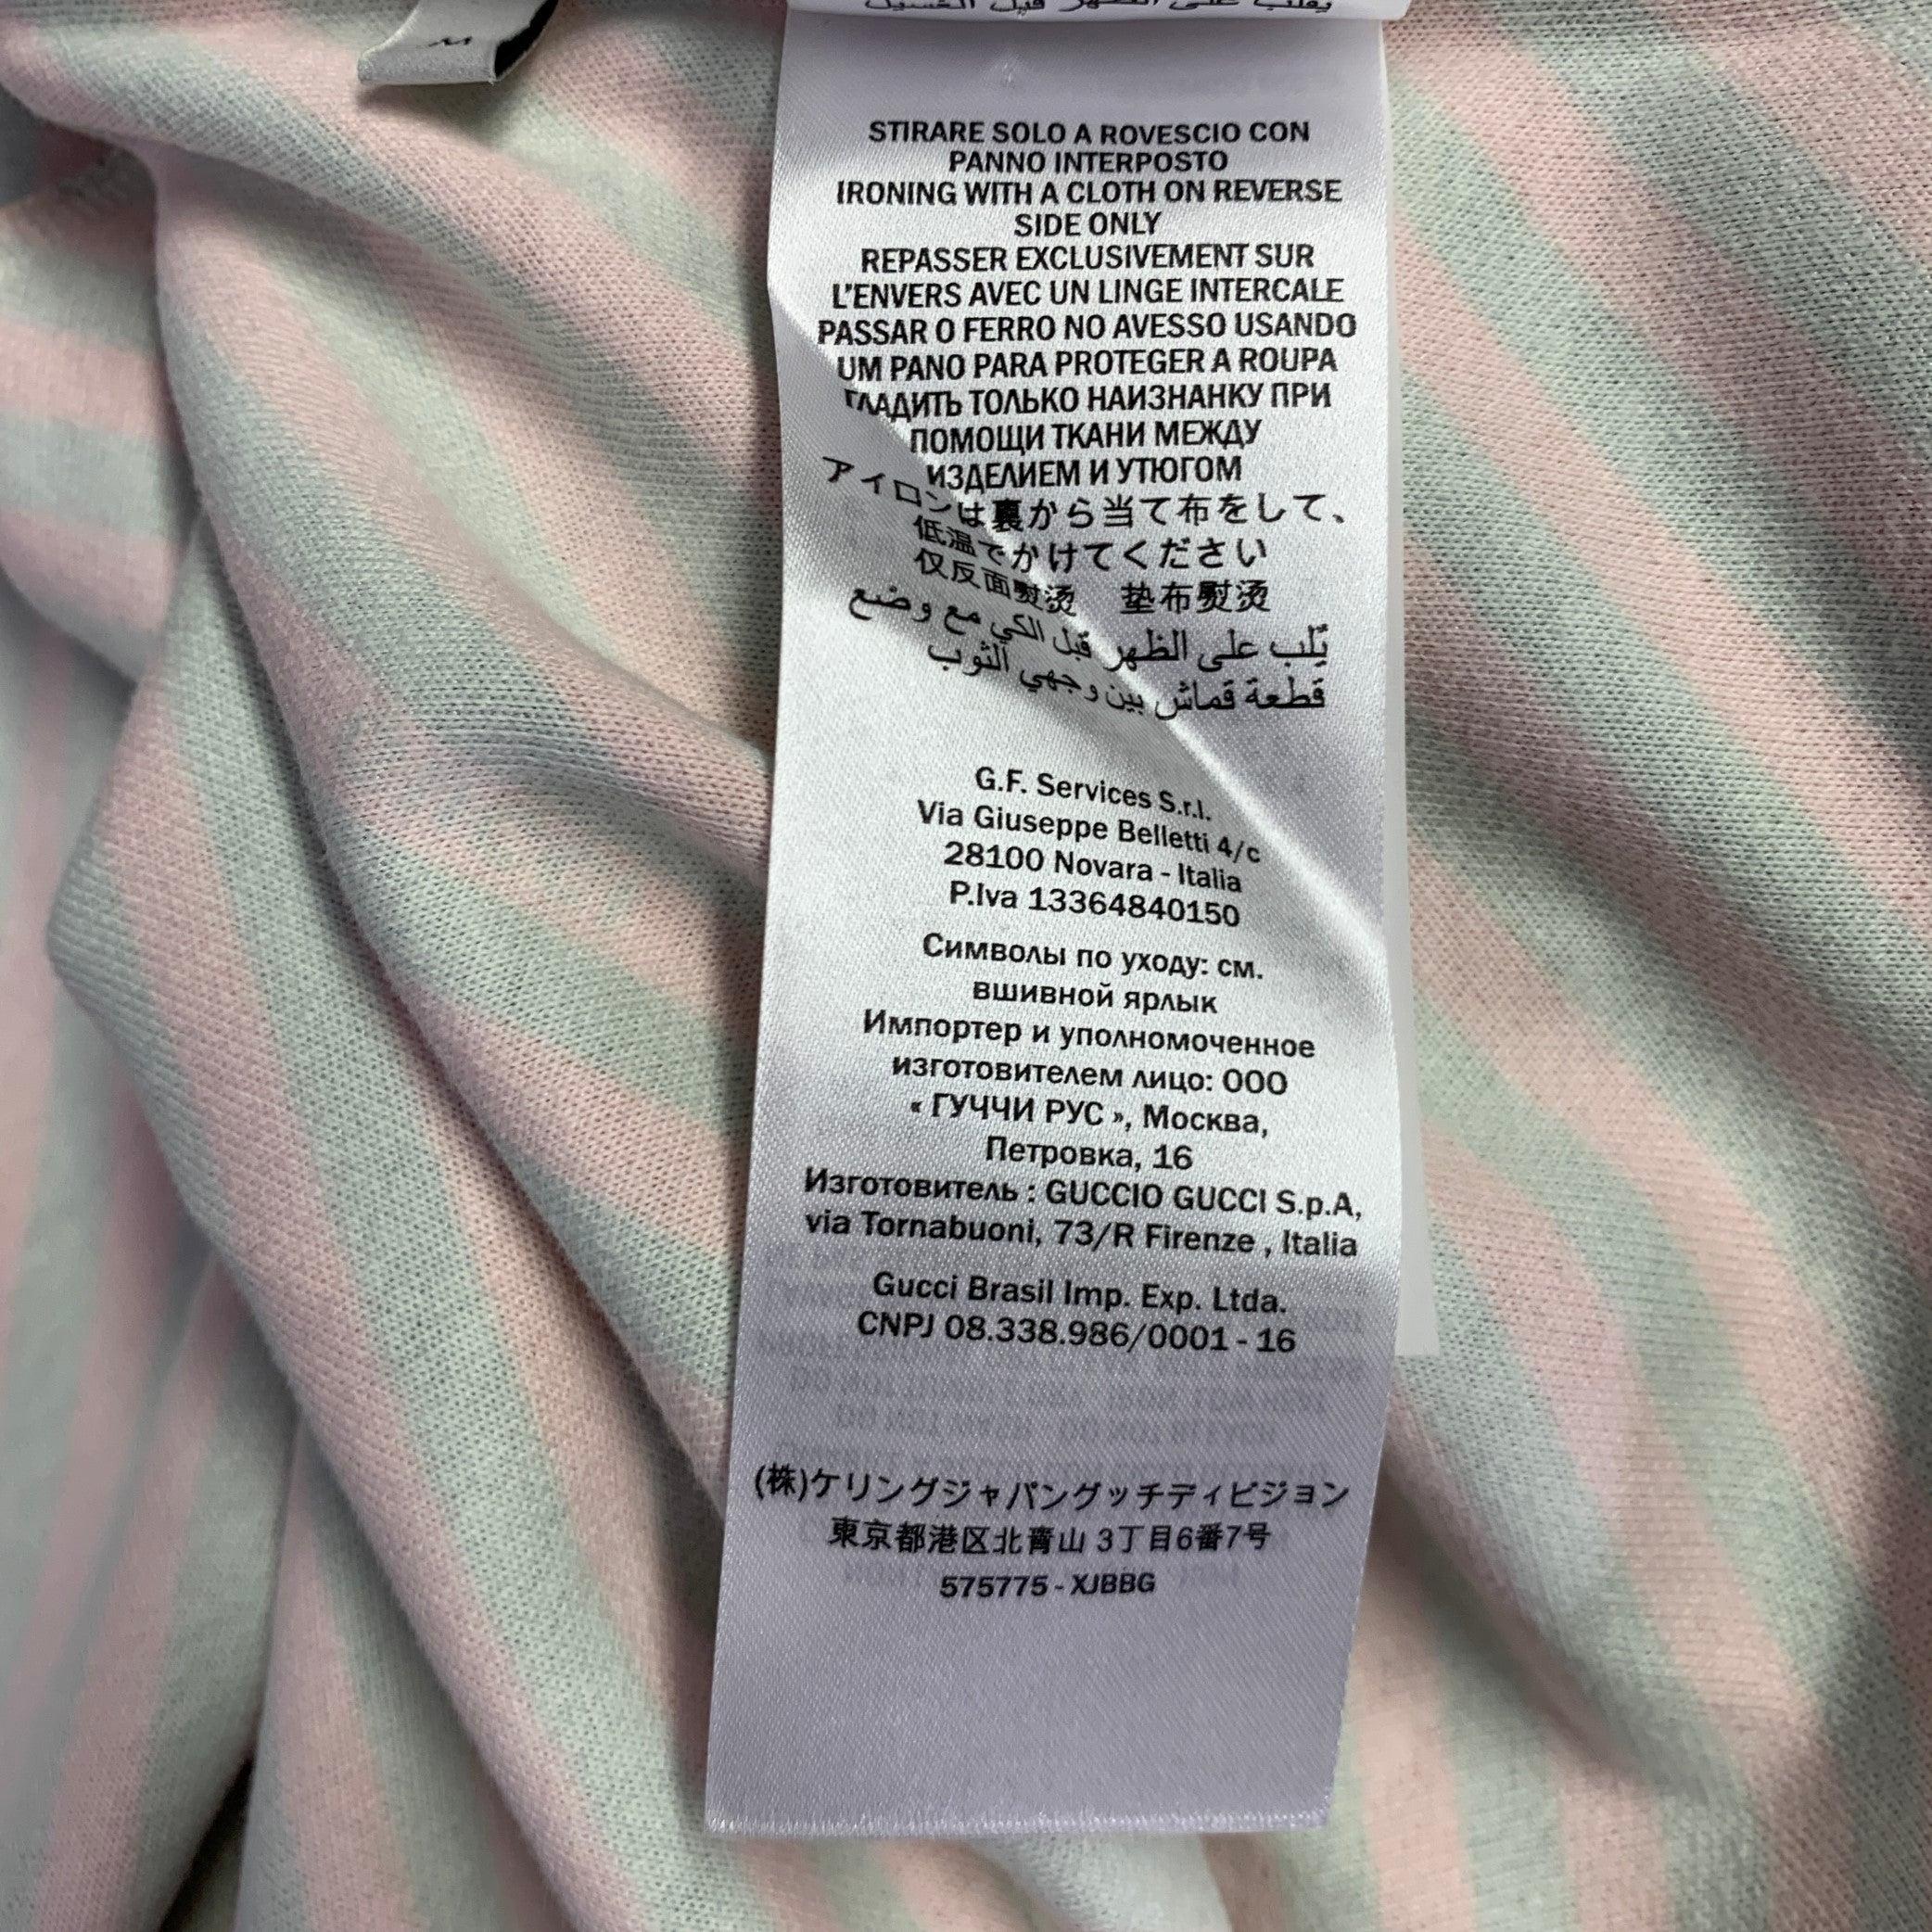 يقلب على الظهر قبل الغسيل
M
STIRARE SOLO A ROVESCIO CON
PANNO INTERPOSTO
IRONING WITH A CLOTH ON REVERSE
SIDE ONLY
REPASSER EXCLUSIVEMENT SUR
L'ENVERS AVEC UN LINGE INTERCALE
PASSAR O FERRO NO AVESSO USANDO
UM PANO PARA PROTEGER A ROUPA
ГЛАДИТЬ ТОЛЬКО НАИЗНАНКУ ПРИ
ПОМОЩИ ТКАНИ МЕЖДУ
ИЗДЕЛИЕМ И УТЮГОМ
アイロンは裏から当て布をして、
低温でかけてください
仅反面熨烫 垫布熨烫
يُقلب على الظهر قبل الكي مع وضع
قطعة قماش بين وجهي الثوب
G.F. Services S.r.l.
Via Giuseppe Belletti 4/c
28100 Novara - Italia
P.Iva 13364840150
Символы по уходу: см.
вшивной ярлык
Импортер и уполномоченное
изготовителем лицо: ООО
« ГУЧЧИ РУС », Москва,
Петровка, 16
Изготовитель : GUCCIO GUCCI S.p.A,
via Tornabuoni, 73/R Firenze , Italia
Gucci Brasil Imp. Exp. Ltda.
CNPJ 08.338.986/0001 - 16
(株)ケリングジャパングッチディビジョン
東京都港区北青山 3丁目6番7号
575775 - XJBBG